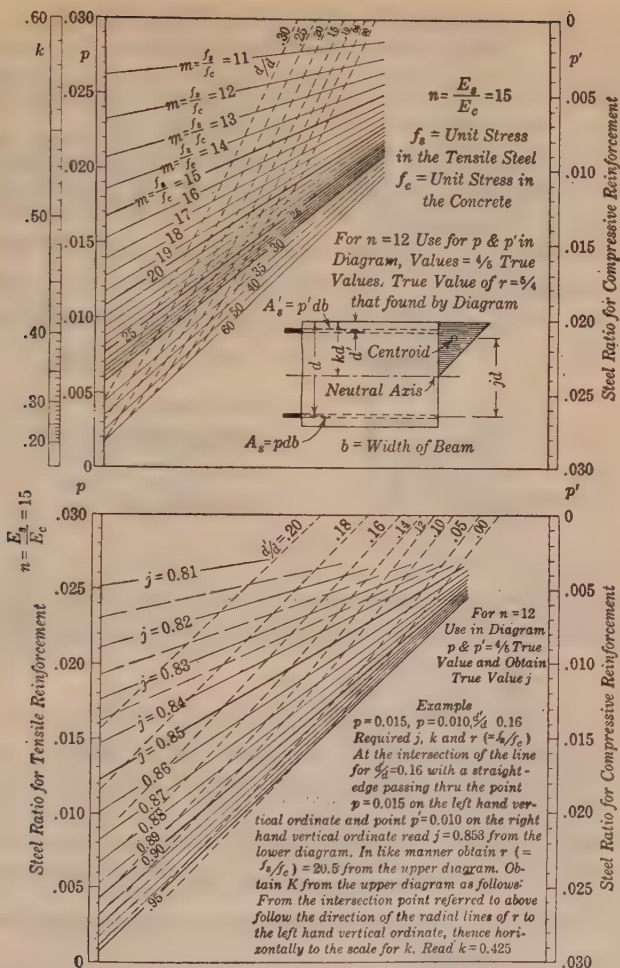 k
p
.030
.025
.020
.015
.010
.005
0
.60
.50
.40
.30
.20
.30
.25
.20
.15
d'/d
m = fs/fc = 11
m = fs/fc = 12
m = fs/fc = 13
m = fs/fc = 14
m = fs/fc = 15
16
17
18
19
20
25
25
30
35
40
50
60
n = Es/Ec = 15
fs = Unit Stress
in the Tensile Steel
fc = Unit Stress in
the Concrete
For n = 12 Use for p & p' in
Diagram, Values = 4/5 True
Values. True Value of r = 5/4
that found by Diagram
A's = p'db
d'
kd
d
jd
Centroid
Neutral Axis
As = pdb
b = Width of Beam
0
p'
.005
.010
.015
.020
.025
.030
Steel Ratio for Compressive Reinforcement
n = Es/Ec = 15
Steel Ratio for Tensile Reinforcement
p
.030
.025
.020
.015
.010
.005
0
d'/d = .20
.18
.16
.14
.12
.10
.05
.00
j = 0.81
j = 0.82
j = 0.83
j = 0.84
j = 0.85
0.86
0.87
0.88
0.89
0.90
.95
For n = 12
Use in Diagram
p & p' = 4/5 True
Value and Obtain
True Value j
Example
p = 0.015, p = 0.010, d'/d 0.16
Required j, k and r (= fs/fc)
At the intersection of the line
for d'/d = 0.16 with a straight-
edge passing thru the point
p = 0.015 on the left hand ver-
tical ordinate and point p' = 0.010 on the right
hand vertical ordinate read j = 0.853 from the
lower diagram. In like manner obtain r (=
fs/fc) = 20.5 from the upper diagram. Ob-
tain K from the upper diagram as follows:
From the intersection point referred to above
follow the direction of the radial lines of r to
the left hand vertical ordinate, thence hori-
zontally to the scale for k. Read k = 0.425
p'
0
.005
.010
.015
.020
.025
.030
Steel Ratio for Compressive Reinforcement